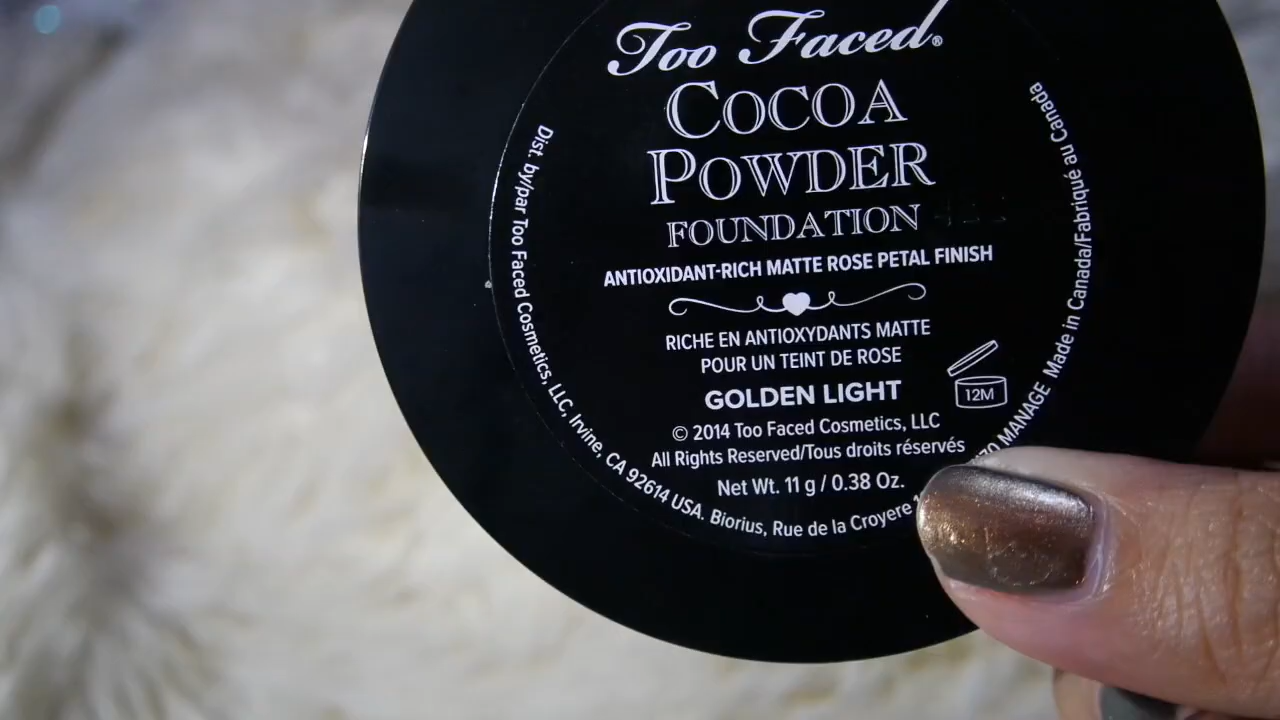 Too Faced®
COCOA
POWDER
FOUNDATION
ANTIOXIDANT-RICH MATTE ROSE PETAL FINISH
RICHE EN ANTIOXYDANTS MATTE
POUR UN TEINT DE ROSE
GOLDEN LIGHT
12M
© 2014 Too Faced Cosmetics, LLC
All Rights Reserved/Tous droits réservés
Net Wt. 11 g / 0.38 Oz.
Dist. by/par Too Faced Cosmetics, LLC, Irvine, CA 92614 USA. Biorius, Rue de la Croyere MANAGE Made in Canada/Fabriqué au Canada